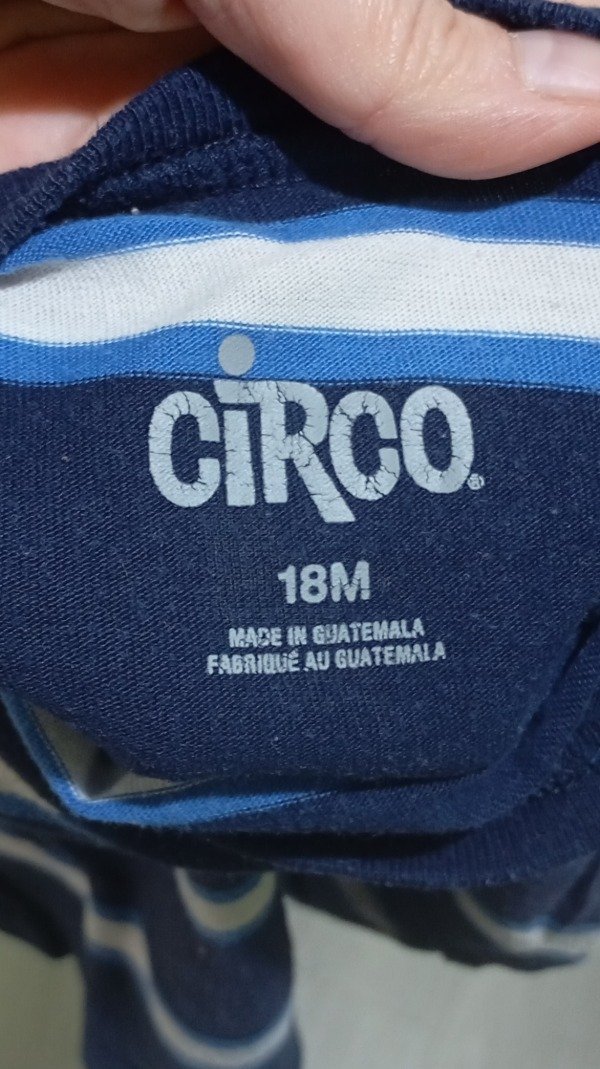 CiRCO®
18M
MADE IN GUATEMALA
FABRIQUÉ AU GUATEMALA